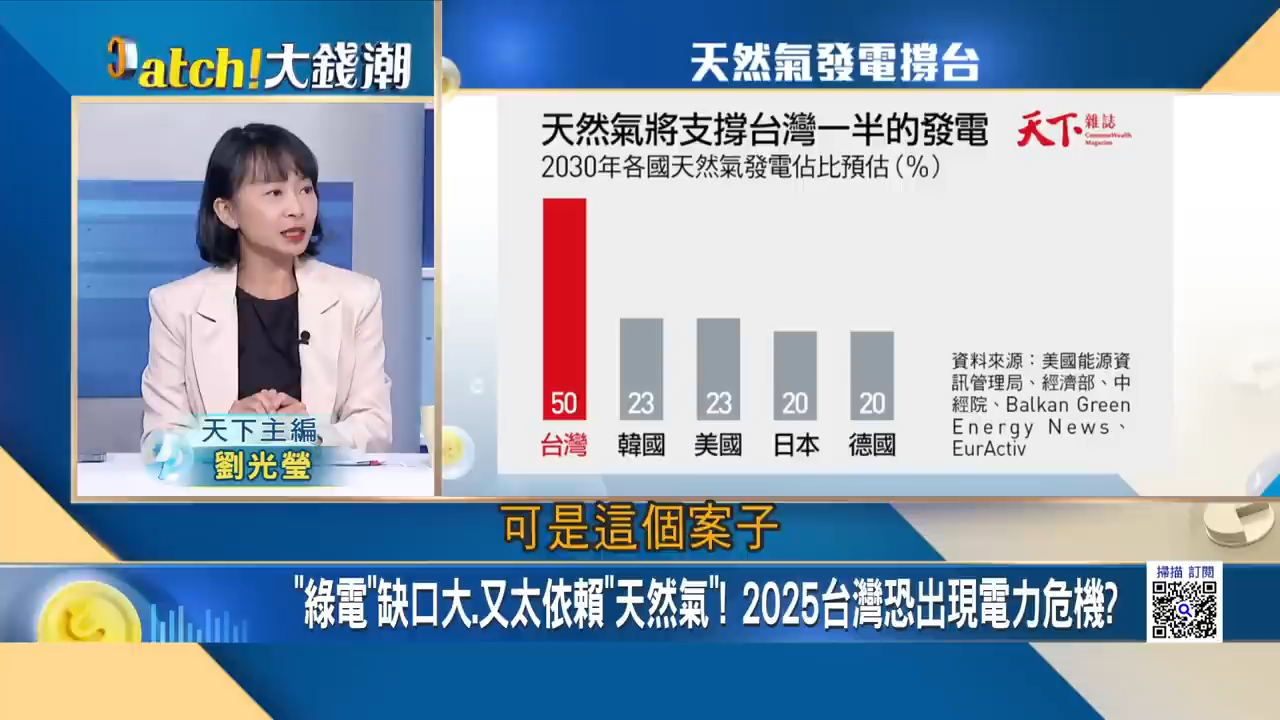 Catch!大錢潮
天然氣發電撐台
天然氣將支撐台灣一半的發電
天下雜誌
CommonWealth
Magazine
2030年各國天然氣發電佔比預估(%)
50
23
23
20
20
台灣
韓國
美國
日本
德國
資料來源：美國能源資
訊管理局、經濟部、中
經院、Balkan Green
Energy News、
EurActiv
天下主編
劉光瑩
可是這個案子
"綠電"缺口大.又太依賴"天然氣"! 2025台灣恐出現電力危機?
掃描 訂閱